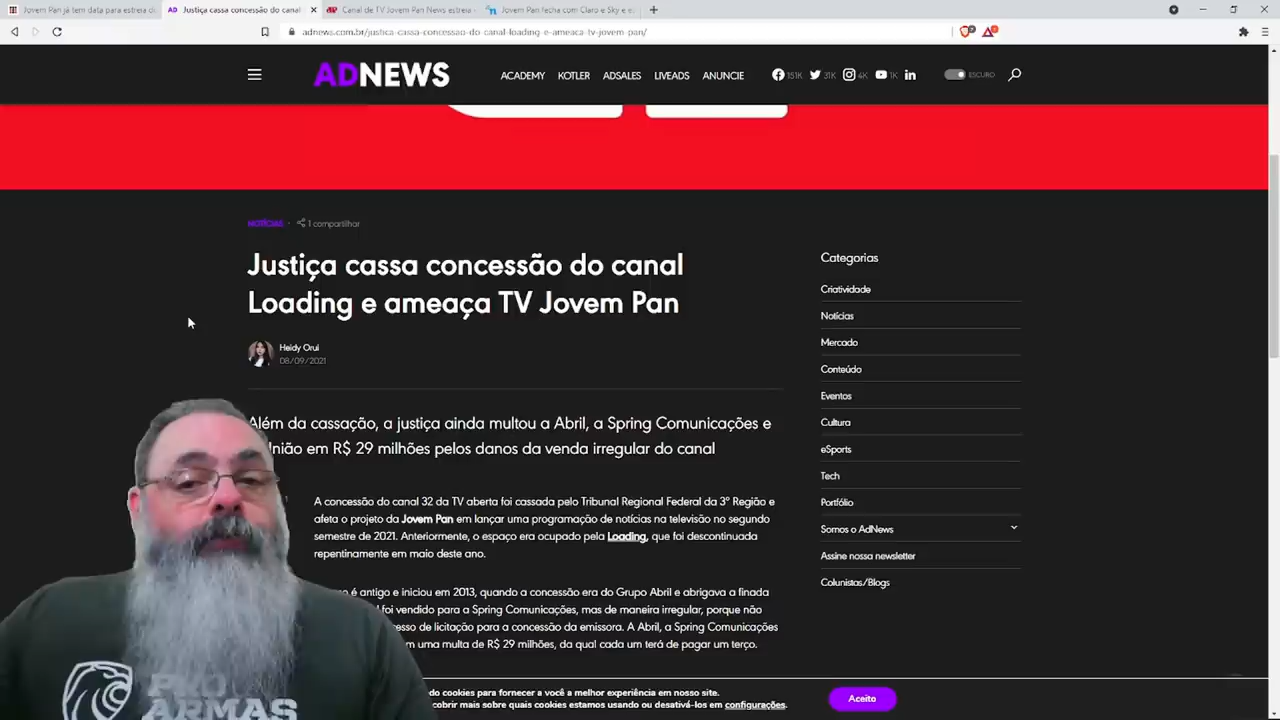 Jovem Pan já tem data para estreia d
AD Justiça cassa concessão do canal
Canal de TV Jovem Pan News estreia
Jovem Pan fecha com Claro e Sky e e
adnews.com.br/justica-cassa-concessao-do-canal-loading-e-ameaca-tv-jovem-pan/
ADNEWS
ACADEMY KOTLER ADSALES LIVEADS ANUNCIE 151K 31K 4K 1K ESCURO
NOTÍCIAS 1 compartilhar
Justiça cassa concessão do canal
Loading e ameaça TV Jovem Pan
Heidy Orui
08/09/2021
Além da cassação, a justiça ainda multou a Abril, a Spring Comunicações e
União em R$ 29 milhões pelos danos da venda irregular do canal
A concessão do canal 32 da TV aberta foi cassada pelo Tribunal Regional Federal da 3ª Região e
afeta o projeto da Jovem Pan em lançar uma programação de notícias na televisão no segundo
semestre de 2021. Anteriormente, o espaço era ocupado pela Loading, que foi descontinuada
repentinamente em maio deste ano.
é antigo e iniciou em 2013, quando a concessão era do Grupo Abril e abrigava a finada
foi vendido para a Spring Comunicações, mas de maneira irregular, porque não
esso de licitação para a concessão da emissora. A Abril, a Spring Comunicações
m uma multa de R$ 29 milhões, da qual cada um terá de pagar um terço.
Categorias
Criatividade
Notícias
Mercado
Conteúdo
Eventos
Cultura
eSports
Tech
Portfólio
Somos o AdNews
Assine nossa newsletter
Colunistas/Blogs
do cookies para fornecer a você a melhor experiência em nosso site.
cobrir mais sobre quais cookies estamos usando ou desativá-los em configurações.
Aceito
PRO
ARMAS